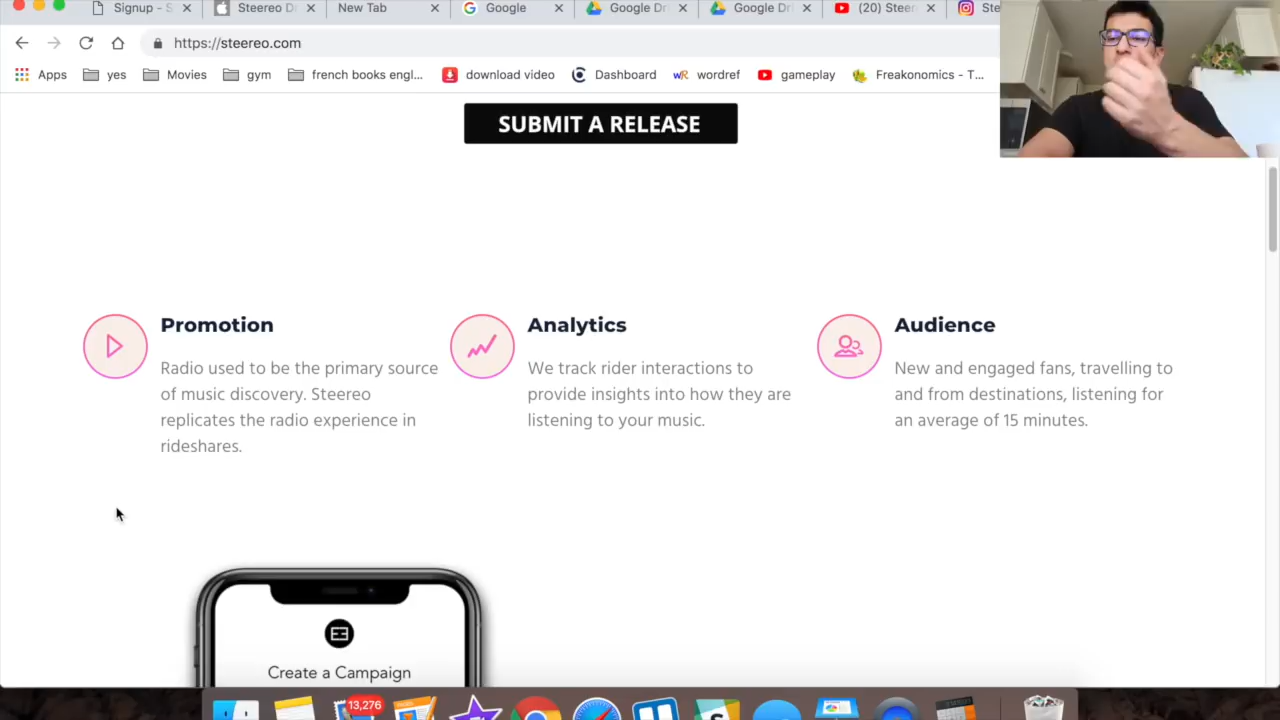 Signup - S
Steereo D
New Tab
Google
Google Dri
Google Dri
(20) Steer
Ste
https://steereo.com
Apps
yes
Movies
gym
french books engl...
download video
Dashboard
wR wordref
gameplay
Freakonomics - T...
SUBMIT A RELEASE
Promotion
Radio used to be the primary source
of music discovery. Steereo
replicates the radio experience in
rideshares.
Analytics
We track rider interactions to
provide insights into how they are
listening to your music.
Audience
New and engaged fans, travelling to
and from destinations, listening for
an average of 15 minutes.
Create a Campaign
13,276